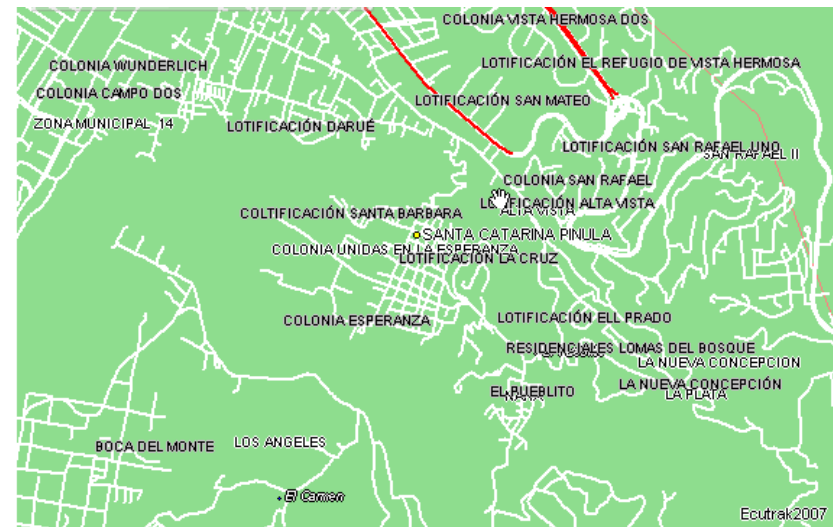 COLONIA VISTA HERMOSA DOS
COLONIA WUNDERLICH
LOTIFICACIÓN EL REFUGIO DE VISTA HERMOSA
COLONIA CAMPO DOS
LOTIFICACIÓN SAN MATEO
ZONA MUNICIPAL 14
LOTIFICACIÓN DARUÉ
LOTIFICACIÓN SAN RAFAEL UNO
SAN RAFAEL II
COLONIA SAN RAFAEL
LOTIFICACIÓN ALTA VISTA
ALTA VISTA
COLTIFICACIÓN SANTA BARBARA
SANTA CATARINA PINULA
COLONIA UNIDAS EN LA ESPERANZA
LOTIFICACIÓN LA CRUZ
COLONIA ESPERANZA
LOTIFICACIÓN ELL PRADO
RESIDENCIALES LOMAS DEL BOSQUE
LA NUEVA CONCEPCION
LA NUEVA CONCEPCIÓN
EL PUEBLITO
LA PLATA
BOCA DEL MONTE
LOS ANGELES
El Carmen
Ecutrak2007